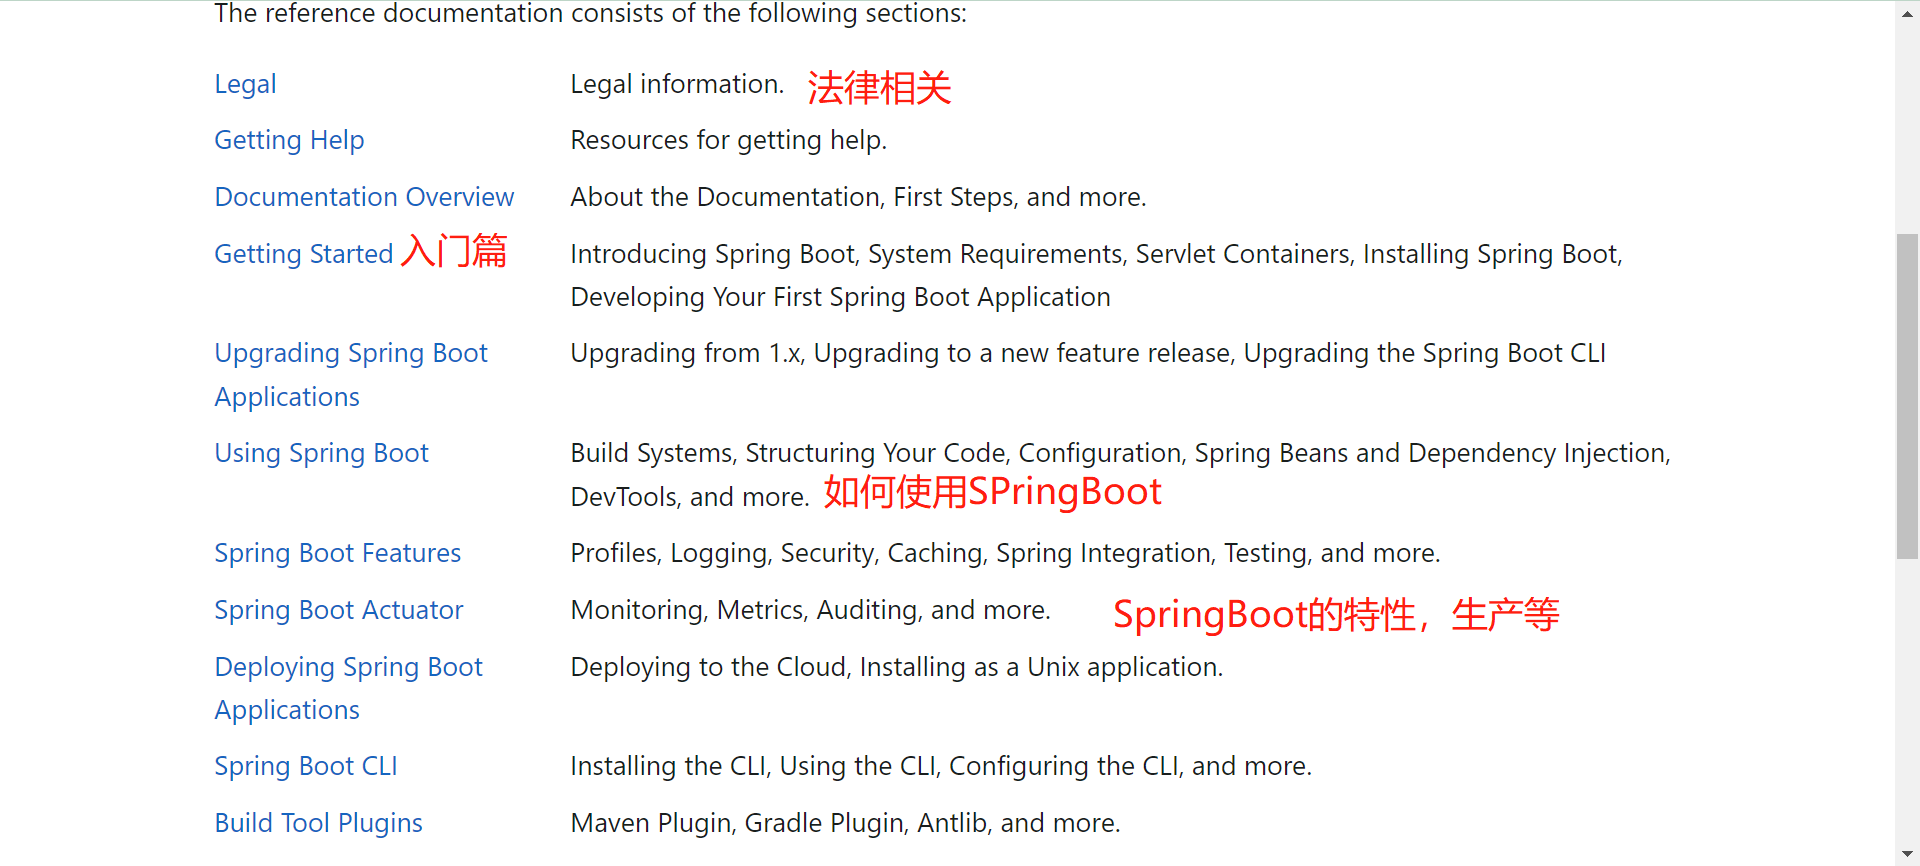 The reference documentation consists of the following sections:
Legal Legal information. 法律相关
Getting Help Resources for getting help.
Documentation Overview About the Documentation, First Steps, and more.
Getting Started 入门篇 Introducing Spring Boot, System Requirements, Servlet Containers, Installing Spring Boot,
Developing Your First Spring Boot Application
Upgrading Spring Boot Upgrading from 1.x, Upgrading to a new feature release, Upgrading the Spring Boot CLI
Applications
Using Spring Boot Build Systems, Structuring Your Code, Configuration, Spring Beans and Dependency Injection,
DevTools, and more. 如何使用SPringBoot
Spring Boot Features Profiles, Logging, Security, Caching, Spring Integration, Testing, and more.
Spring Boot Actuator Monitoring, Metrics, Auditing, and more. SpringBoot的特性，生产等
Deploying Spring Boot Deploying to the Cloud, Installing as a Unix application.
Applications
Spring Boot CLI Installing the CLI, Using the CLI, Configuring the CLI, and more.
Build Tool Plugins Maven Plugin, Gradle Plugin, Antlib, and more.